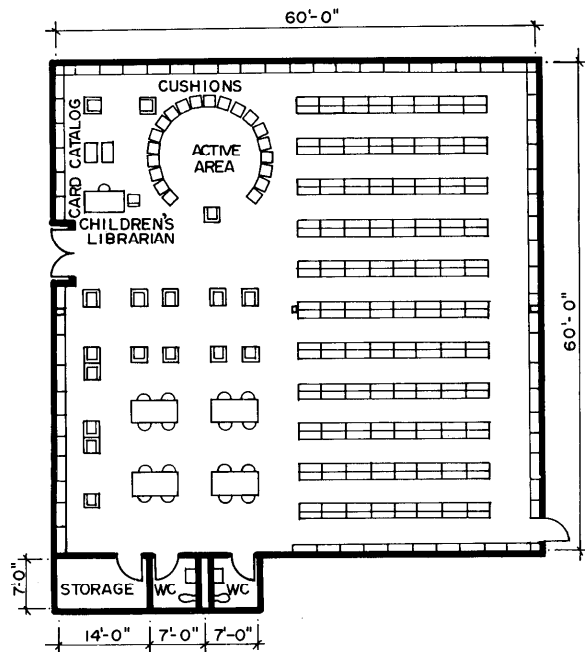 60'-0"
CUSHIONS
CARD CATALOG
ACTIVE
AREA
CHILDREN'S
LIBRARIAN
60'-0"
7'-0"
STORAGE
WC
WC
14'-0"
7'-0"
7'-0"